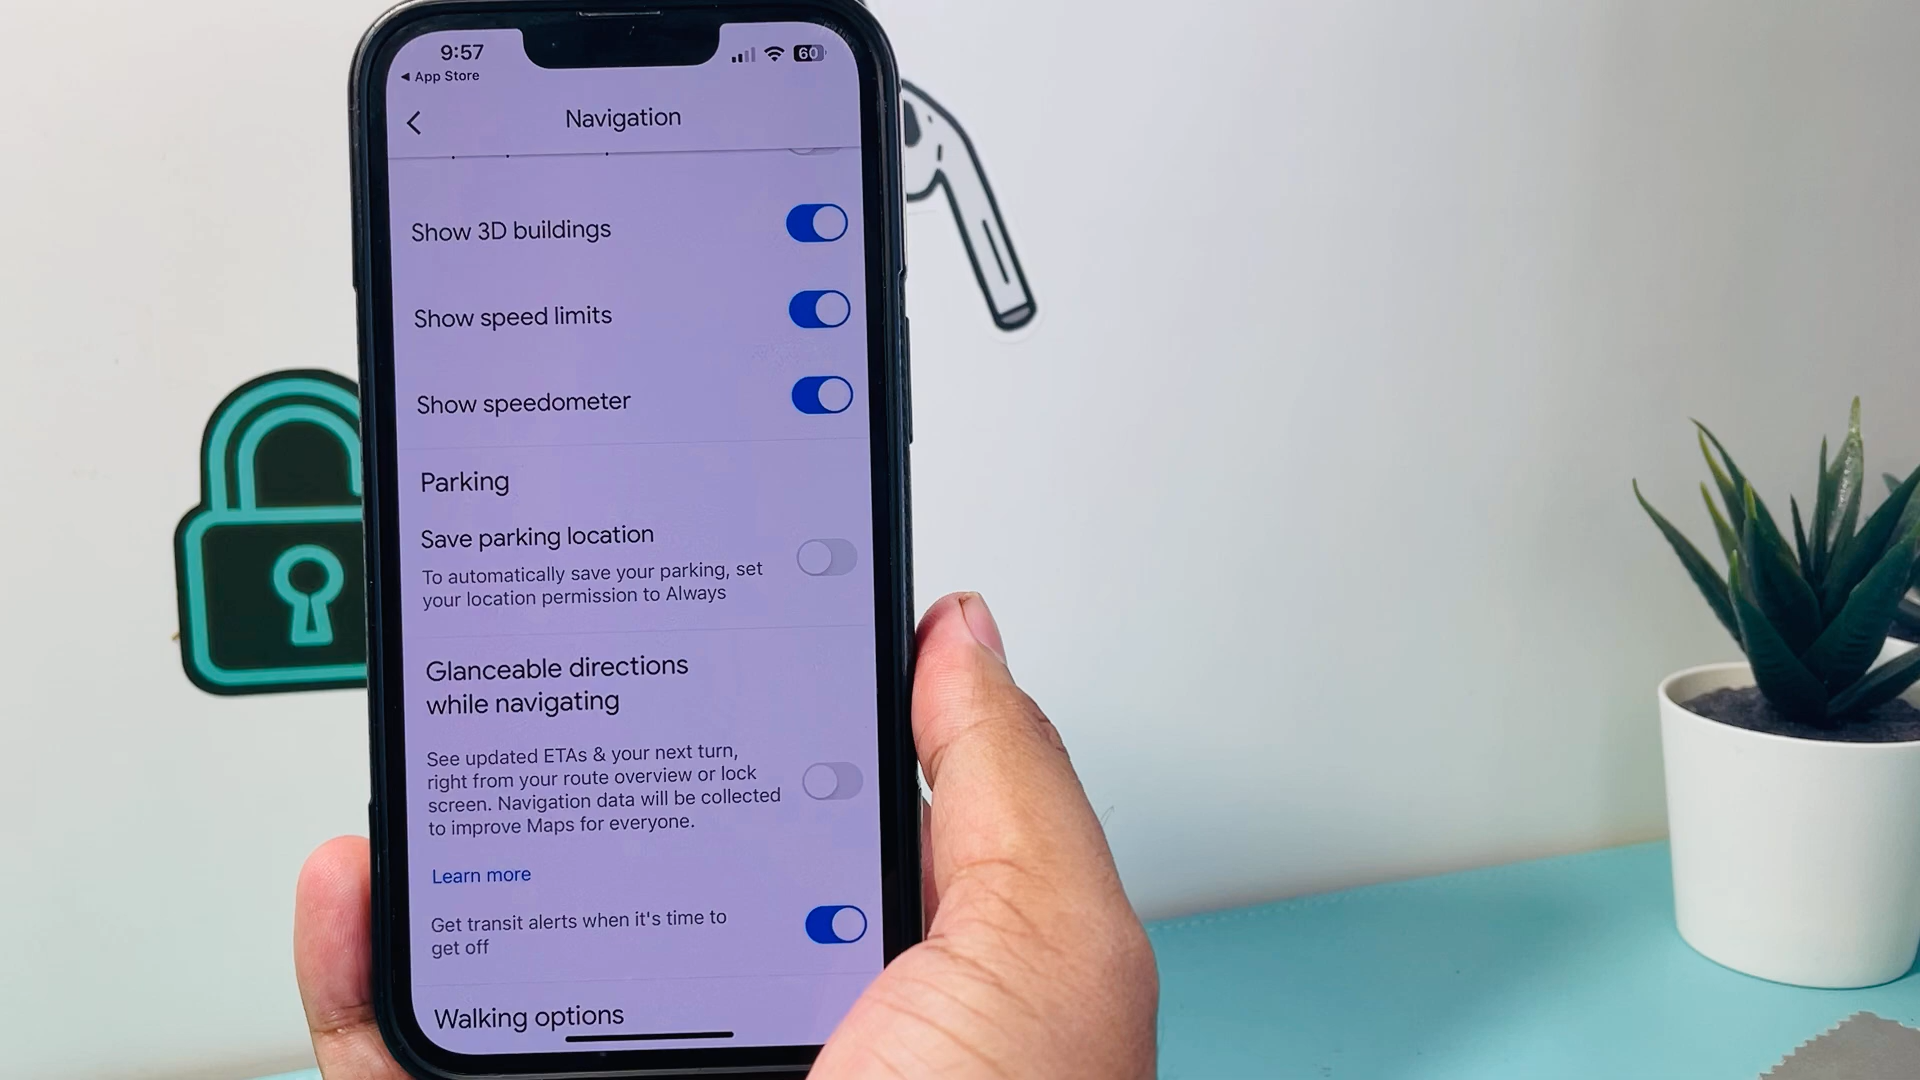 9:57
60
◄ App Store
Navigation
Show 3D buildings
Show speed limits
Show speedometer
Parking
Save parking location
To automatically save your parking, set
your location permission to Always
Glanceable directions
while navigating
See updated ETAs & your next turn,
right from your route overview or lock
screen. Navigation data will be collected
to improve Maps for everyone.
Learn more
Get transit alerts when it's time to
get off
Walking options